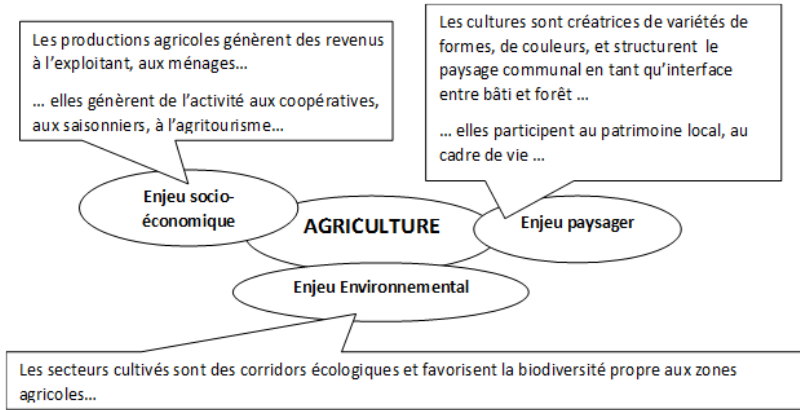 Les productions agricoles génèrent des revenus
à l'exploitant, aux ménages…
… elles génèrent de l'activité aux coopératives,
aux saisonniers, à l'agritourisme…
Les cultures sont créatrices de variétés de
formes, de couleurs, et structurent le
paysage communal en tant qu'interface
entre bâti et forêt …
… elles participent au patrimoine local, au
cadre de vie …
Enjeu socio-
économique
AGRICULTURE
Enjeu paysager
Enjeu Environnemental
Les secteurs cultivés sont des corridors écologiques et favorisent la biodiversité propre aux zones
agricoles…